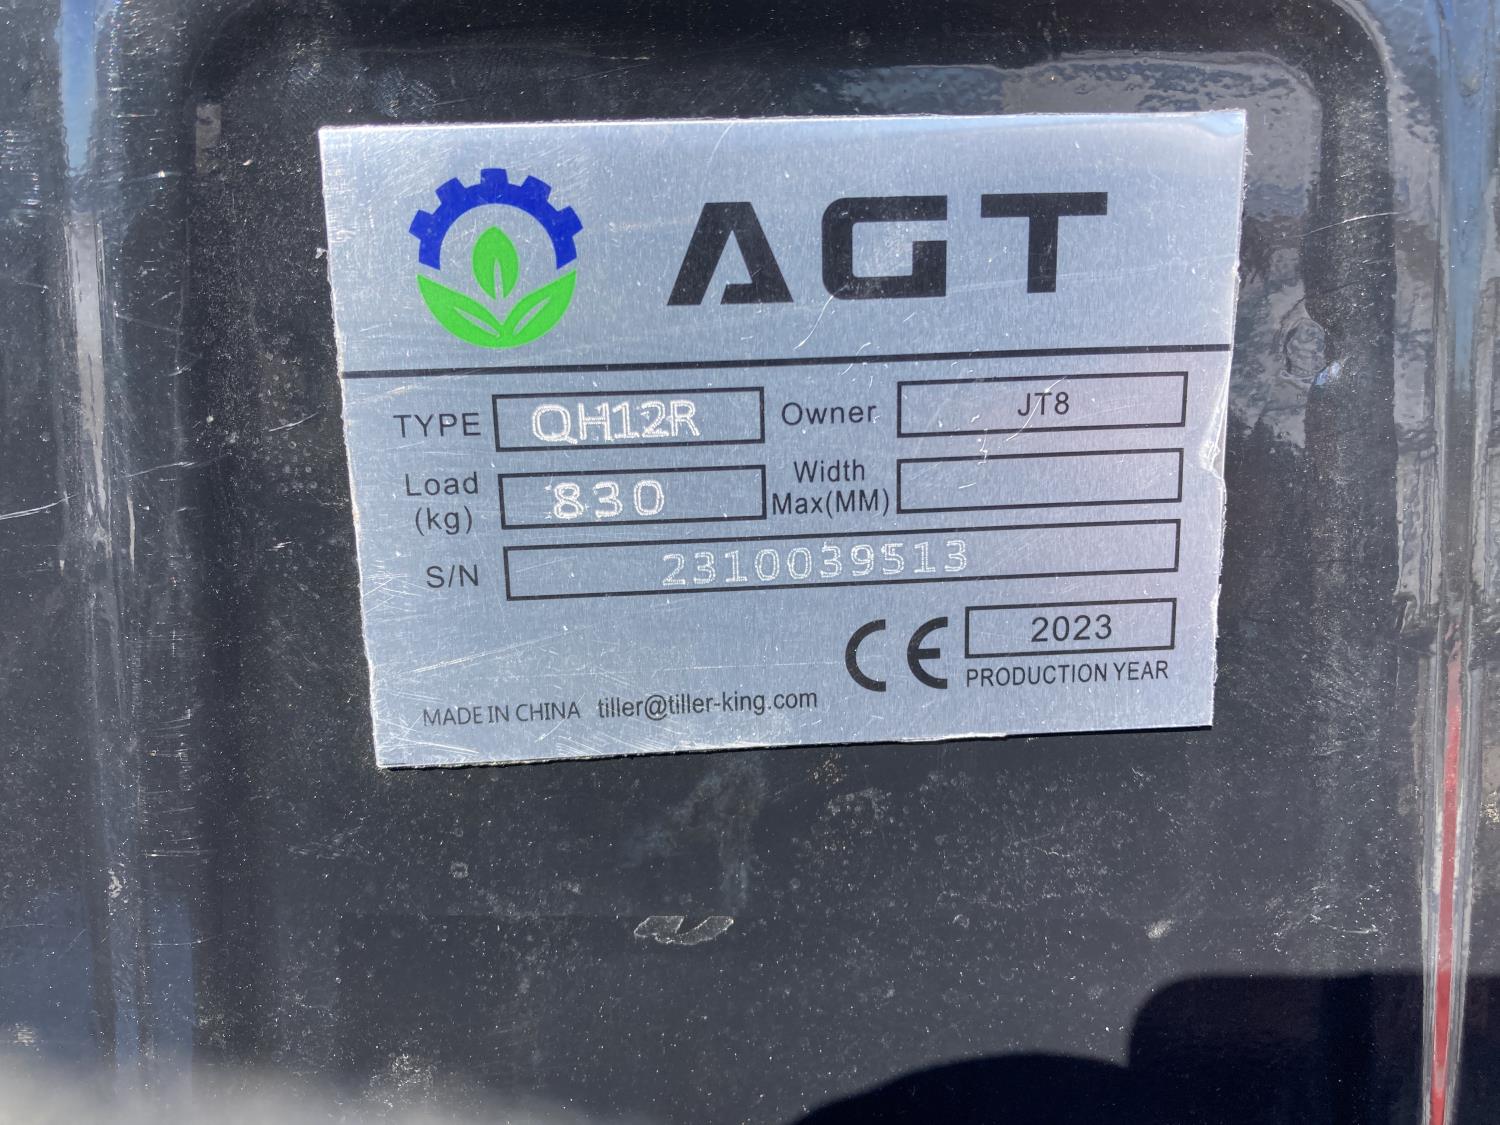 AGT
TYPE QH12R Owner JT8
Load (kg) 830 Width Max(MM)
S/N 2310039513
CE 2023
PRODUCTION YEAR
MADE IN CHINA tiller@tiller-king.com